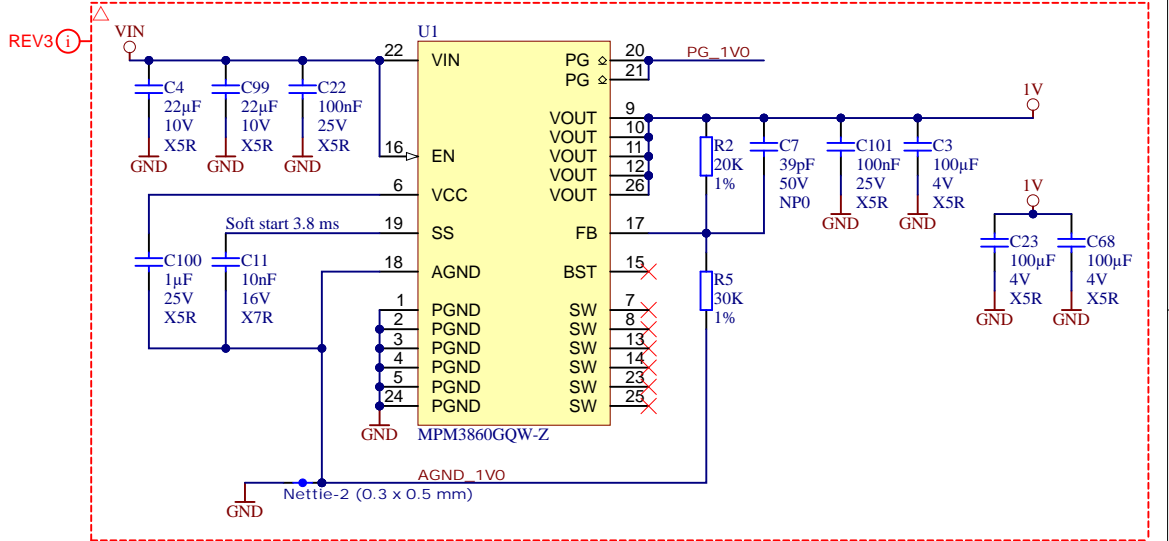 REV3
i
VIN
U1
22
VIN
PG
20
PG_1V0
PG
21
C4
22µF
10V
X5R
GND
C99
22µF
10V
X5R
GND
C22
100nF
25V
X5R
GND
16
EN
6
VCC
Soft start 3.8 ms
19
SS
18
AGND
1
PGND
2
PGND
3
PGND
4
PGND
5
PGND
24
PGND
GND
VOUT
9
VOUT
10
VOUT
11
VOUT
12
VOUT
26
FB
17
BST
15
SW
7
SW
8
SW
13
SW
14
SW
23
SW
25
MPM3860GQW-Z
C100
1µF
25V
X5R
C11
10nF
16V
X7R
R2
20K
1%
C7
39pF
50V
NP0
C101
100nF
25V
X5R
GND
C3
100µF
4V
X5R
GND
1V
R5
30K
1%
1V
C23
100µF
4V
X5R
GND
C68
100µF
4V
X5R
GND
AGND_1V0
Nettie-2 (0.3 x 0.5 mm)
GND